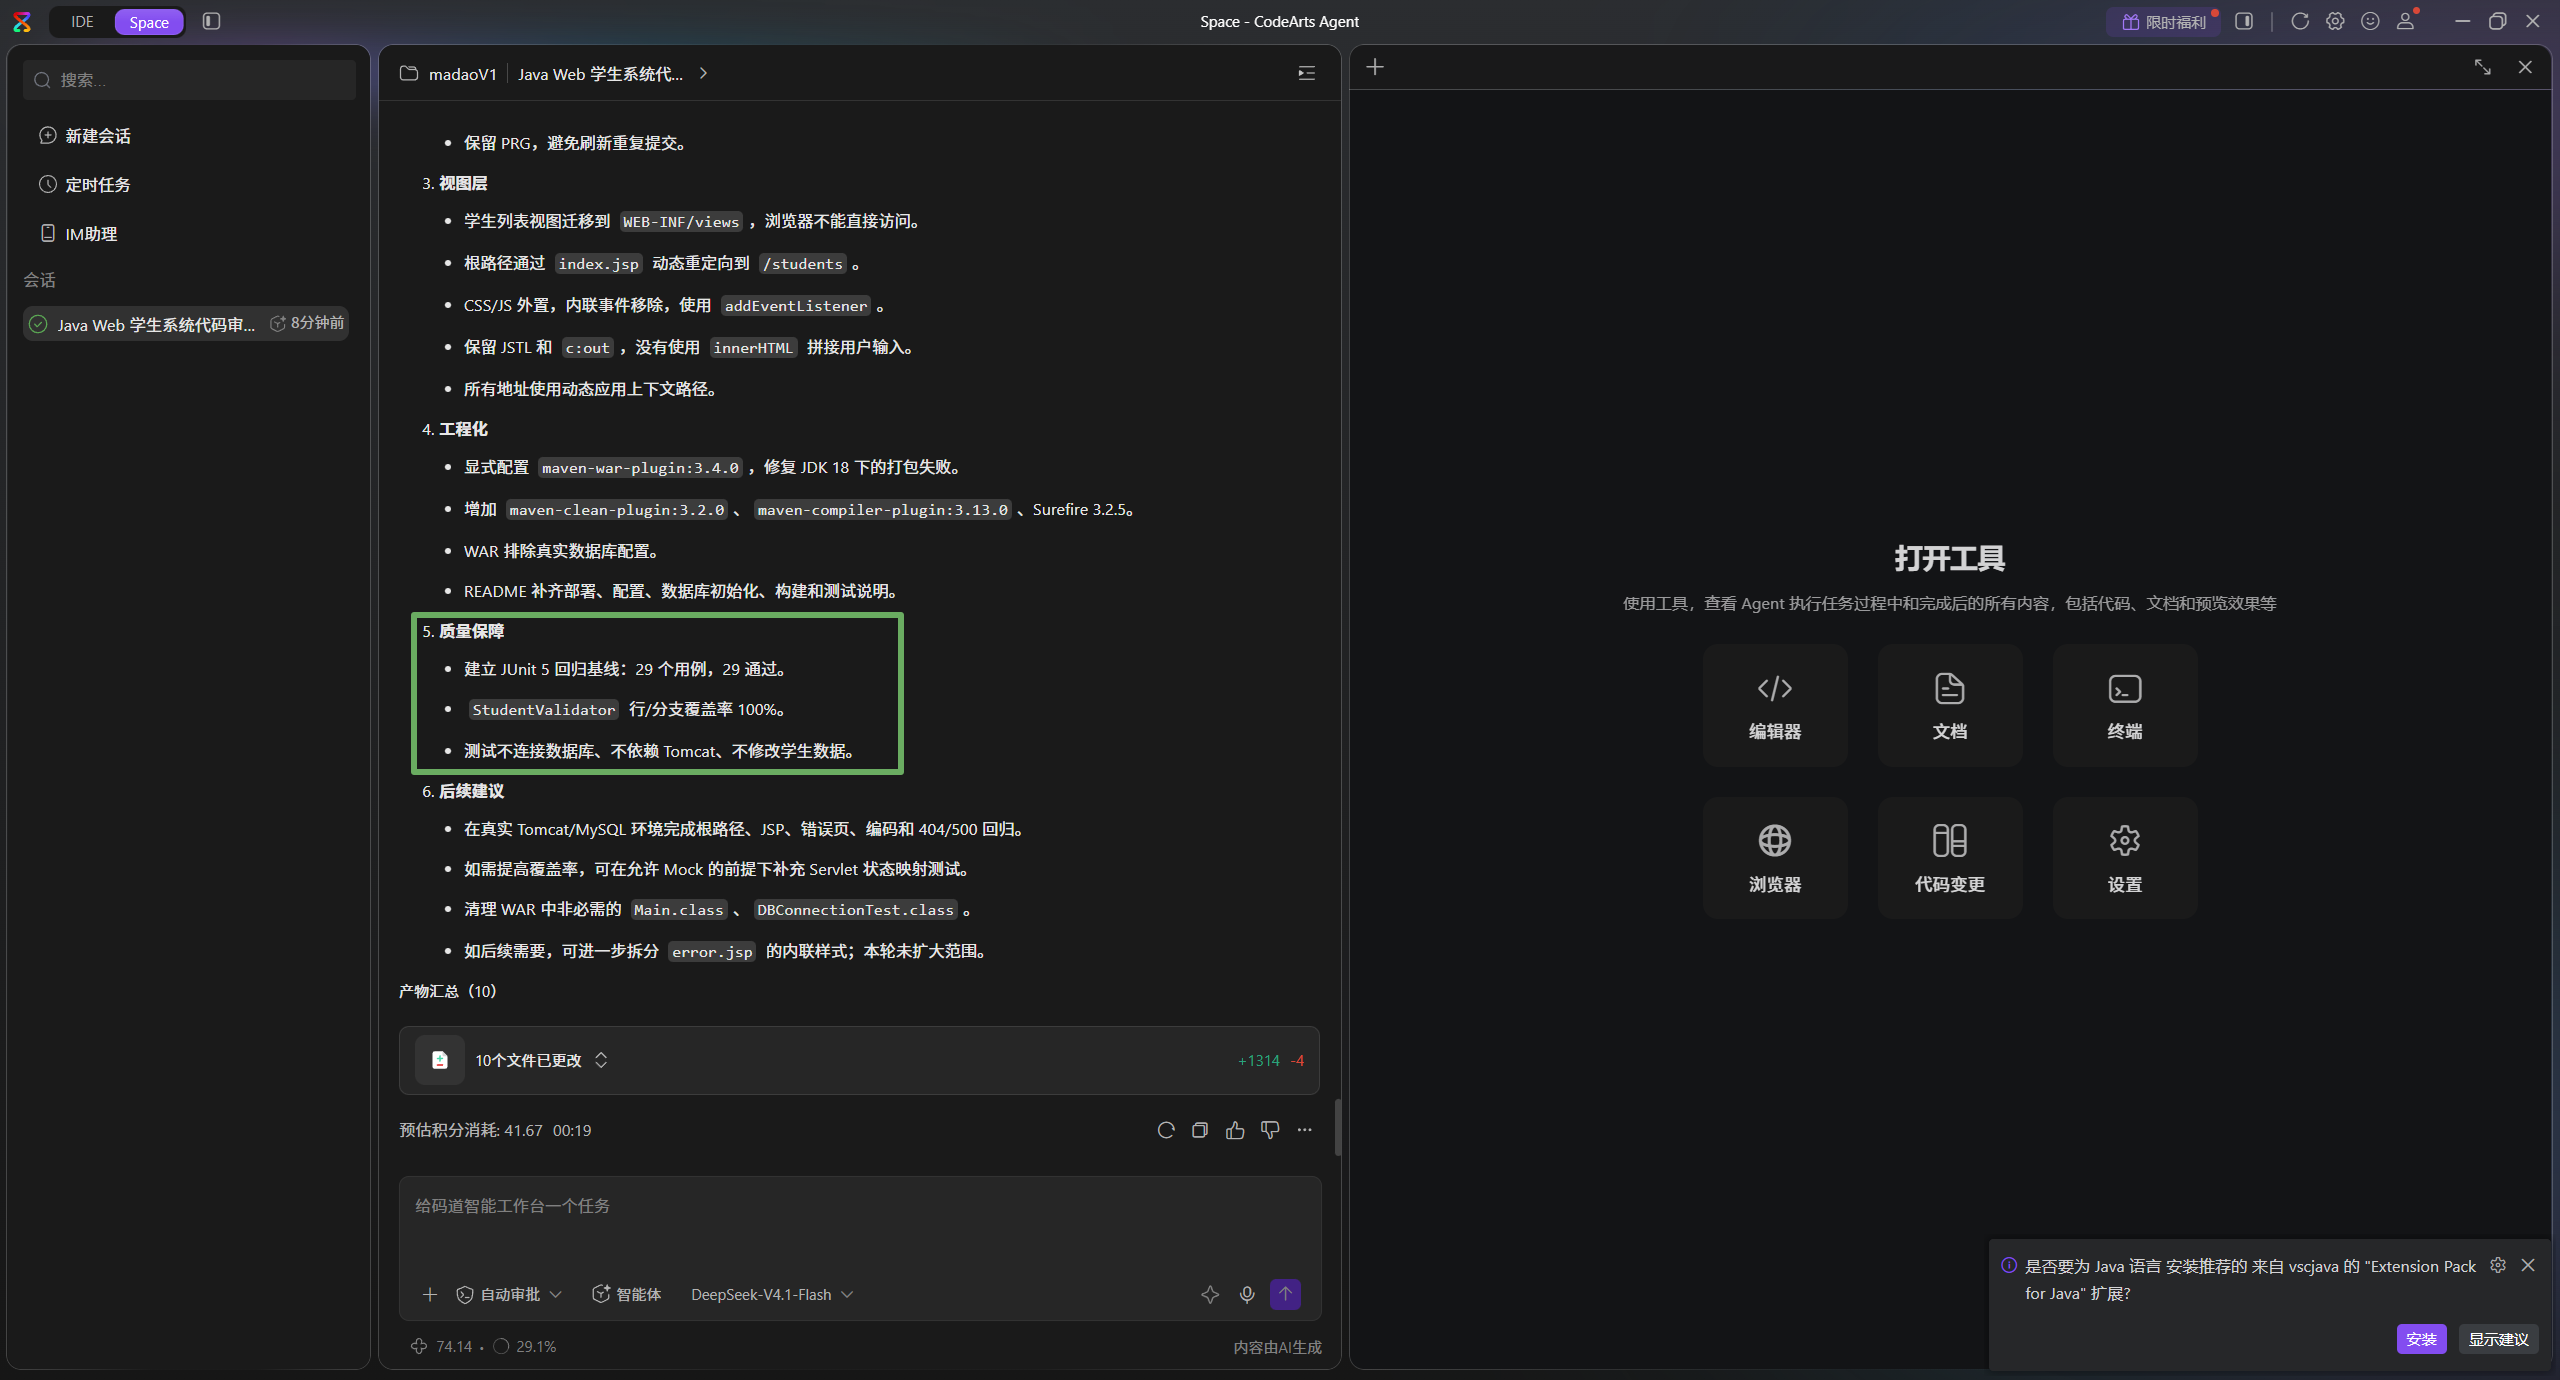 IDE
Space
Space - CodeArts Agent
限时福利
搜索...
新建会话
定时任务
IM助理
会话
Java Web 学生系统代码审...
8分钟前
madaoV1
Java Web 学生系统代...
保留 PRG，避免刷新重复提交。
3. 视图层
学生列表视图迁移到 WEB-INF/views ，浏览器不能直接访问。
根路径通过 index.jsp 动态重定向到 /students 。
CSS/JS 外置，内联事件移除，使用 addEventListener 。
保留 JSTL 和 c:out ，没有使用 innerHTML 拼接用户输入。
所有地址使用动态应用上下文路径。
4. 工程化
显式配置 maven-war-plugin:3.4.0 ，修复 JDK 18 下的打包失败。
增加 maven-clean-plugin:3.2.0 、 maven-compiler-plugin:3.13.0 、Surefire 3.2.5。
WAR 排除真实数据库配置。
README 补齐部署、配置、数据库初始化、构建和测试说明。
5. 质量保障
建立 JUnit 5 回归基线：29 个用例，29 通过。
StudentValidator 行/分支覆盖率 100%。
测试不连接数据库、不依赖 Tomcat、不修改学生数据。
6. 后续建议
在真实 Tomcat/MySQL 环境完成根路径、JSP、错误页、编码和 404/500 回归。
如需提高覆盖率，可在允许 Mock 的前提下补充 Servlet 状态映射测试。
清理 WAR 中非必需的 Main.class 、 DBConnectionTest.class 。
如后续需要，可进一步拆分 error.jsp 的内联样式；本轮未扩大范围。
产物汇总（10）
10个文件已更改
+1314 -4
预估积分消耗: 41.67 00:19
给码道智能工作台一个任务
自动审批
智能体
DeepSeek-V4.1-Flash
74.14 • 29.1%
内容由AI生成
打开工具
使用工具，查看 Agent 执行任务过程中和完成后的所有内容，包括代码、文档和预览效果等
编辑器
文档
终端
浏览器
代码变更
设置
是否要为 Java 语言 安装推荐的 来自 vscjava 的 "Extension Pack
for Java" 扩展?
安装
显示建议